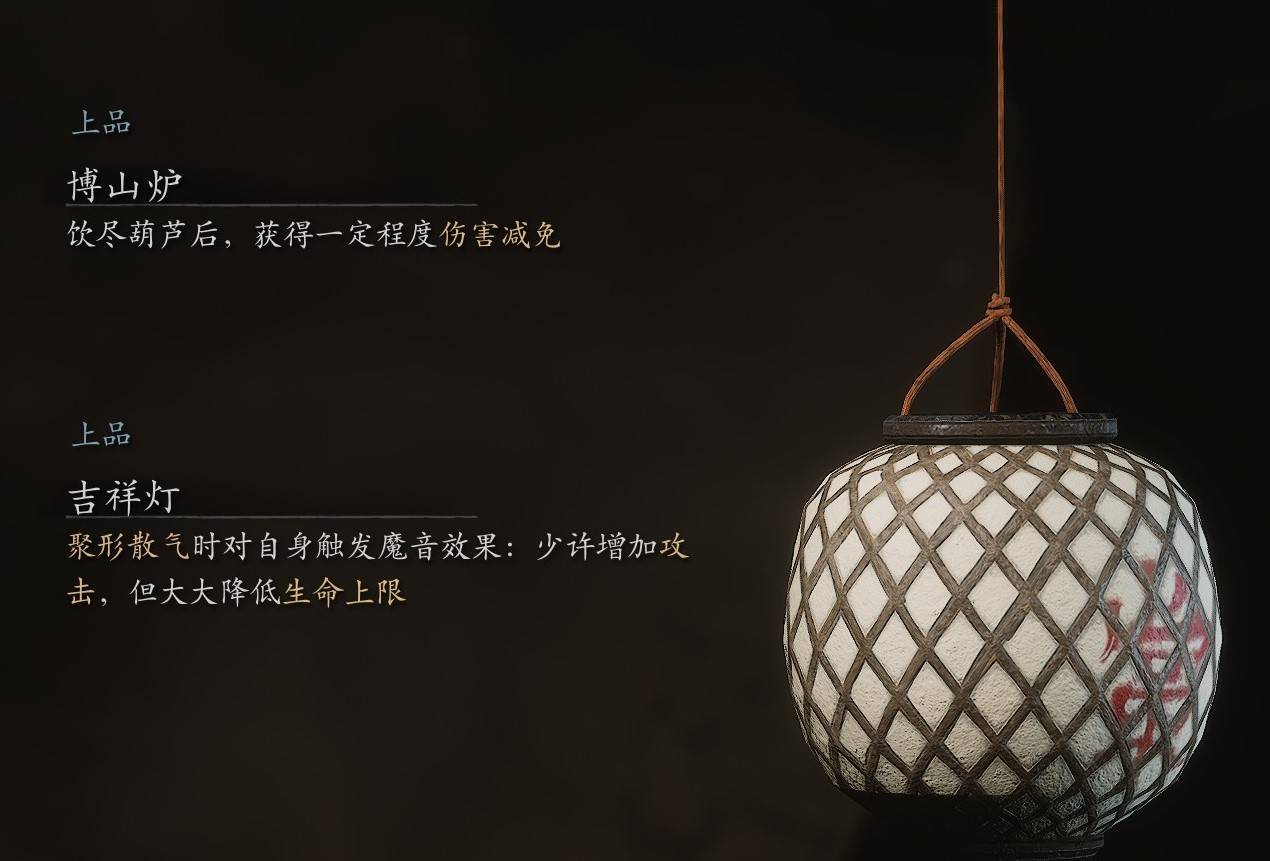 上品
博山炉
饮尽葫芦后，获得一定程度伤害减免
上品
吉祥灯
聚形散气时对自身触发魔音效果：少许增加攻
击，但大大降低生命上限